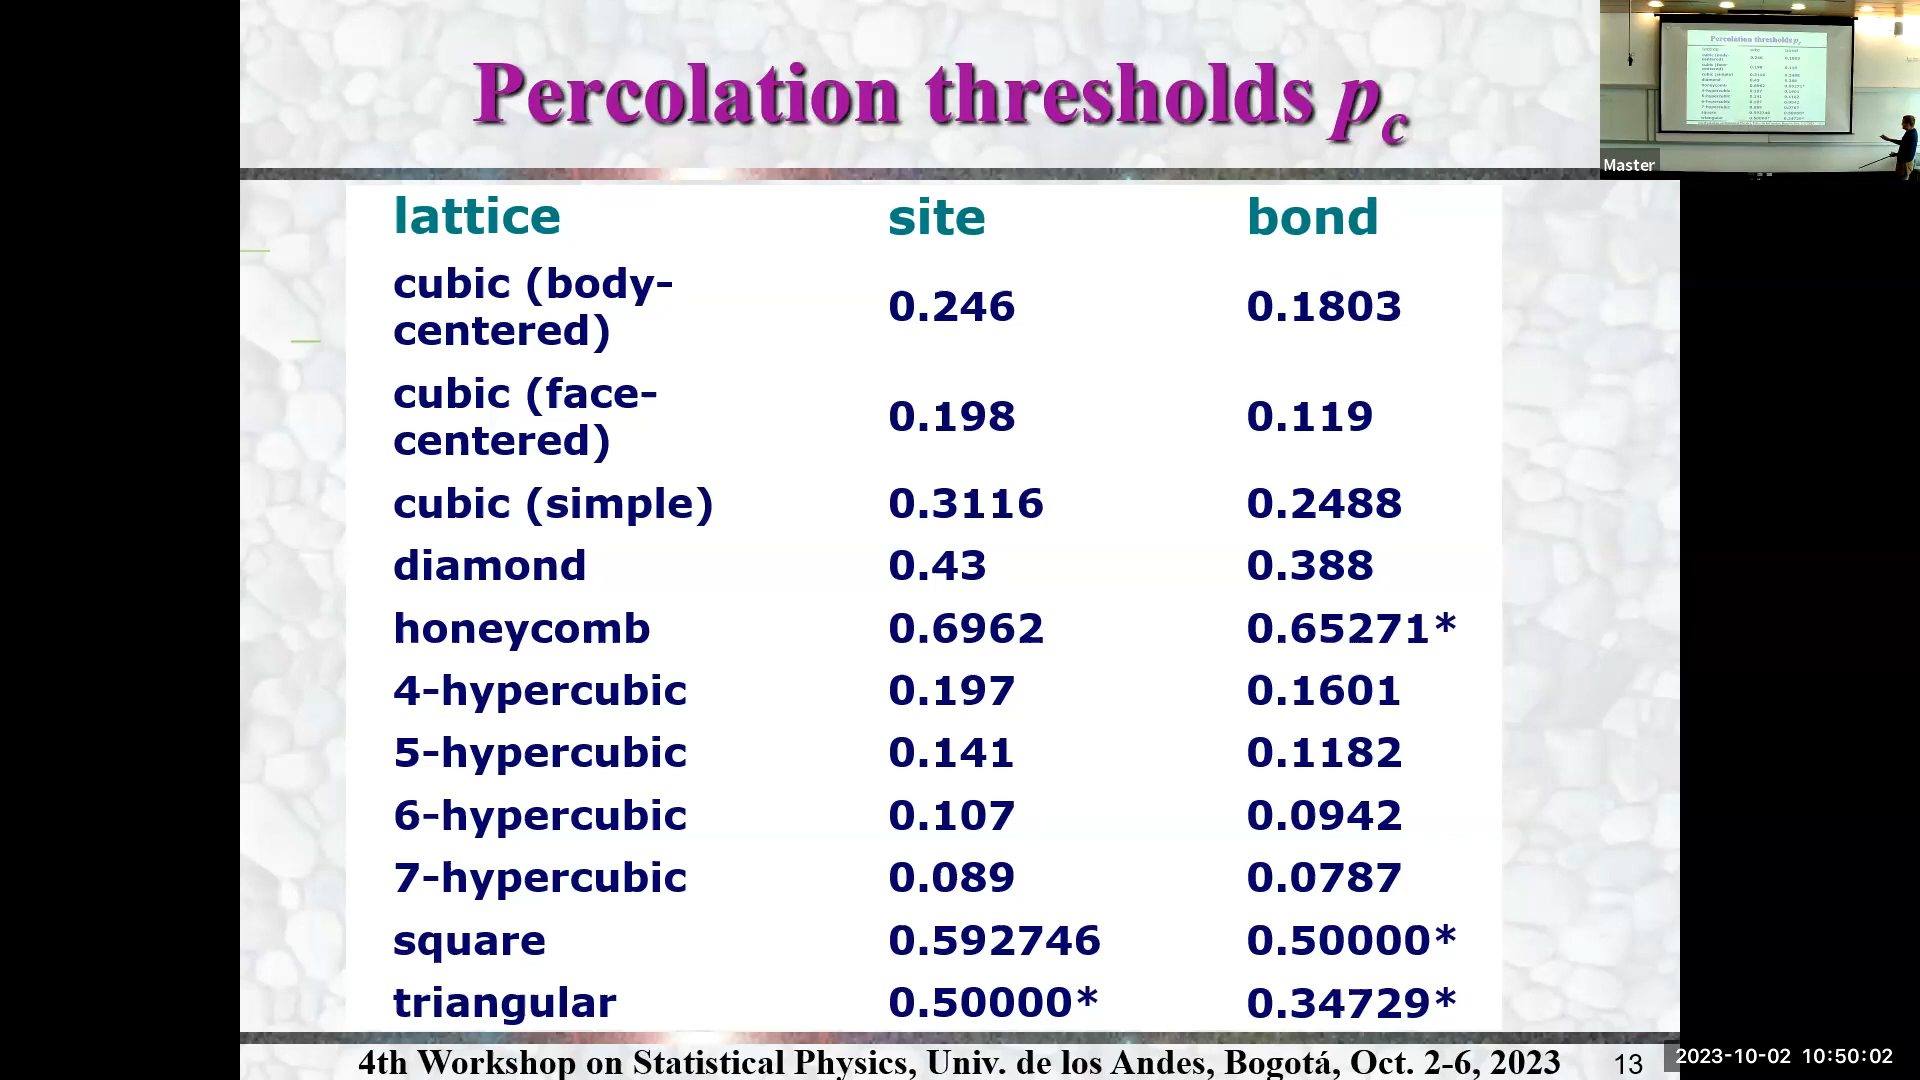 Percolation thresholds pc
Master
lattice site bond
cubic (body-
centered) 0.246 0.1803
cubic (face-
centered) 0.198 0.119
cubic (simple) 0.3116 0.2488
diamond 0.43 0.388
honeycomb 0.6962 0.65271*
4-hypercubic 0.197 0.1601
5-hypercubic 0.141 0.1182
6-hypercubic 0.107 0.0942
7-hypercubic 0.089 0.0787
square 0.592746 0.50000*
triangular 0.50000* 0.34729*
4th Workshop on Statistical Physics, Univ. de los Andes, Bogotá, Oct. 2-6, 2023 13
2023-10-02 10:50:02